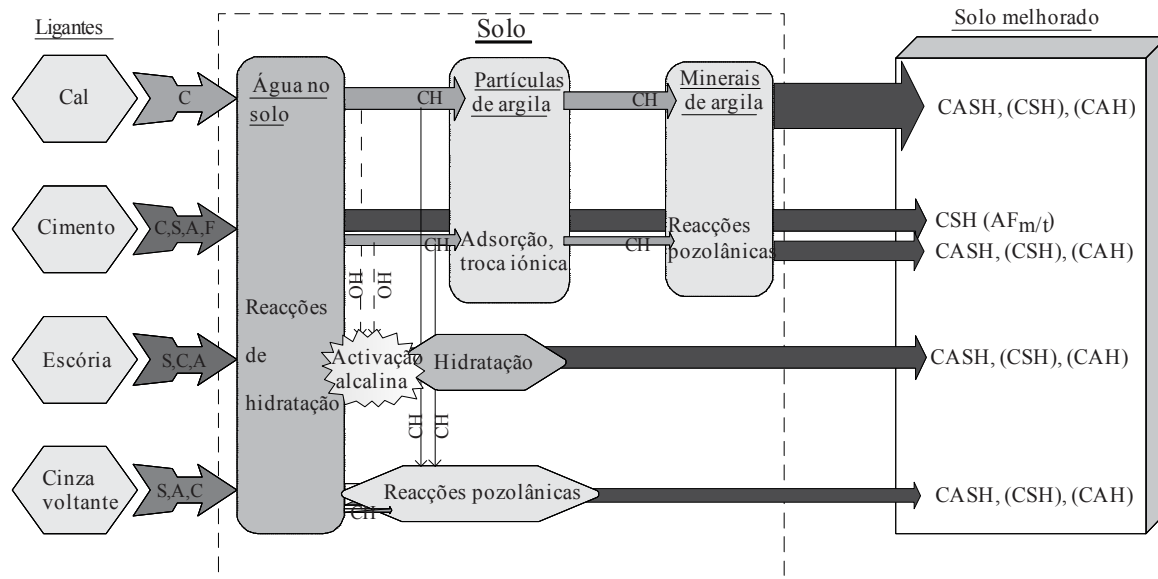 Ligantes
Solo
Solo melhorado
Cal
C
Água no
solo
CH
Partículas
de argila
CH
Minerais
de argila
CASH, (CSH), (CAH)
Cimento
C,S,A,F
CH
Adsorção,
troca iónica
CH
Reacções
pozolânicas
CSH (AFm/t)
CASH, (CSH), (CAH)
OH
OH
Reacções
de
hidratação
Escória
S,C,A
Activação
alcalina
Hidratação
CASH, (CSH), (CAH)
CH
CH
Cinza
voltante
S,A,C
Reacções pozolânicas
CH
CASH, (CSH), (CAH)